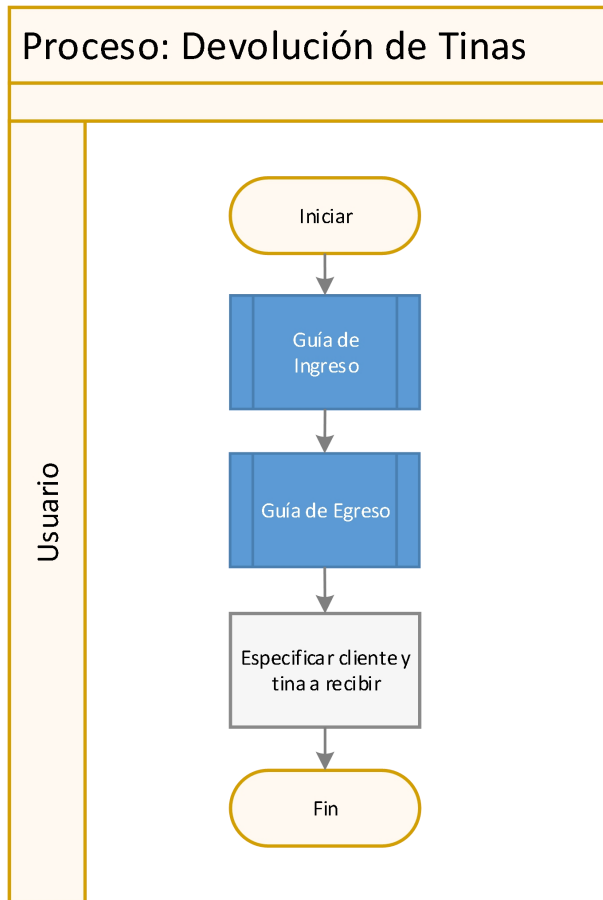 Proceso: Devolución de Tinas
Usuario
Iniciar
Guía de
Ingreso
Guía de Egreso
Especificar cliente y
tina a recibir
Fin